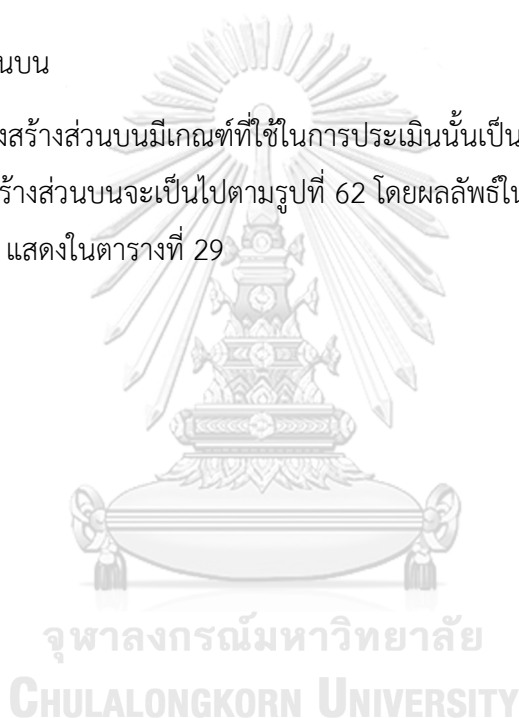 นบน
งสร้างส่วนบนมีเกณฑ์ที่ใช้ในการประเมินนั้นเป็น
ร้างส่วนบนจะเป็นไปตามรูปที่ 62 โดยผลลัพธ์ใน
แสดงในตารางที่ 29
จุฬาลงกรณ์มหาวิทยาลัย
CHULALONGKORN UNIVERSITY